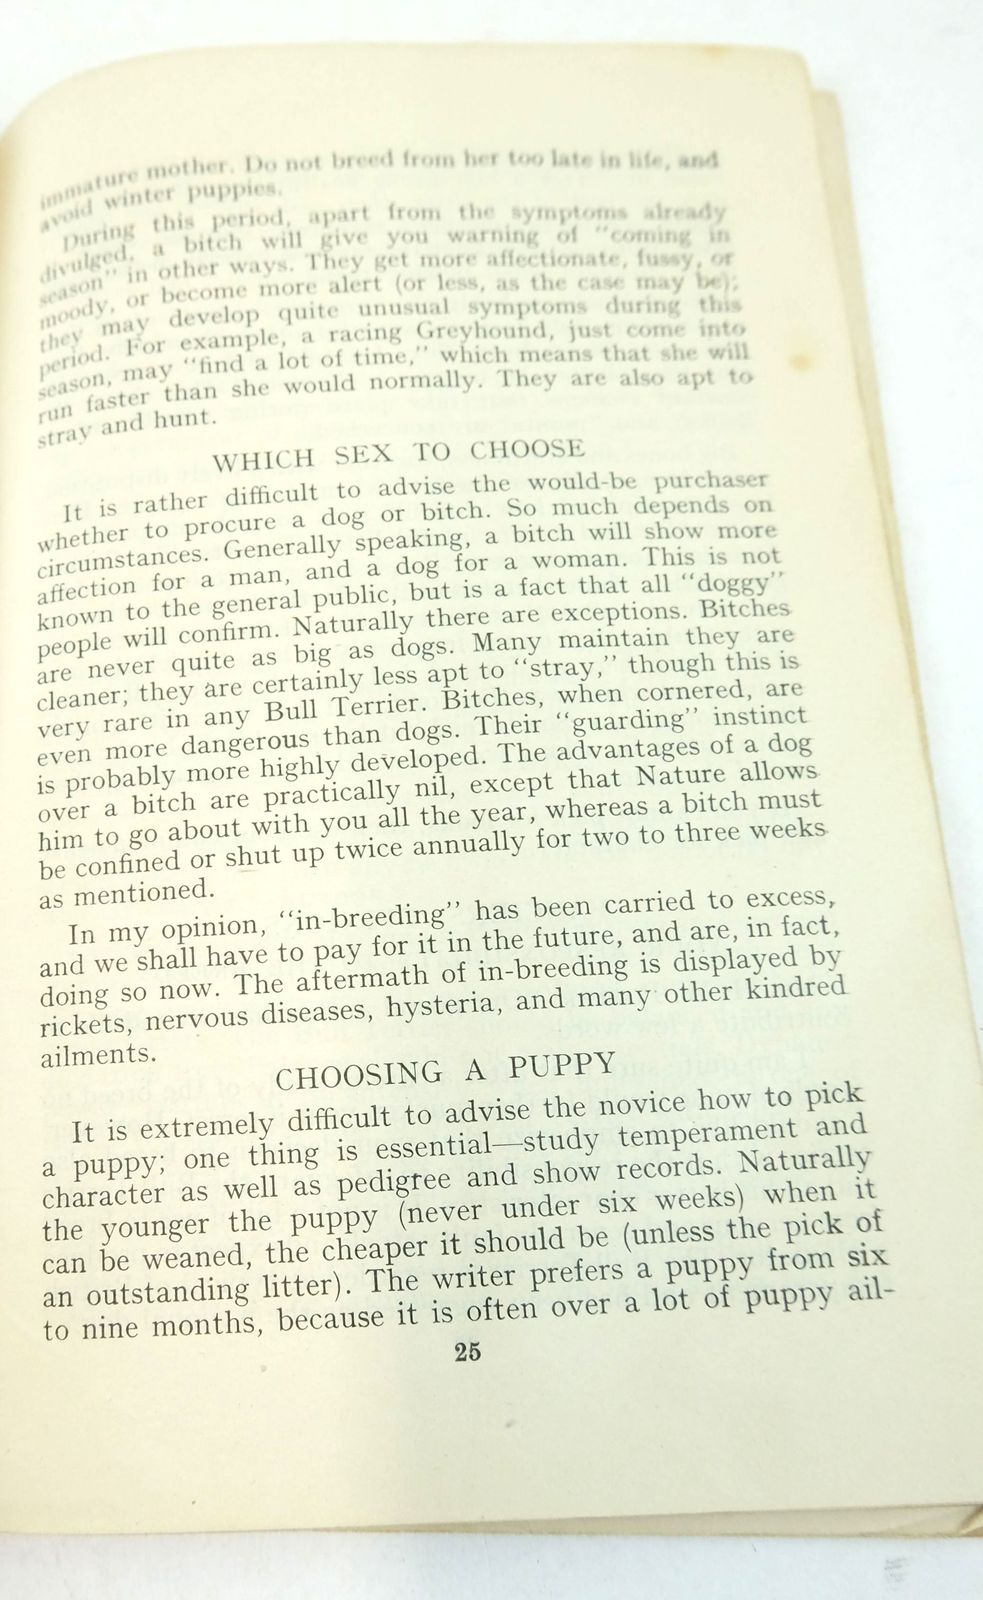 immature mother. Do not breed from her too late in life, and
avoid winter puppies.
During this period, apart from the symptoms already
divulged, a bitch will give you warning of "coming in
season" in other ways. They get more affectionate, fussy, or
moody, or become more alert (or less, as the case may be);
they may develop quite unusual symptoms during this
period. For example, a racing Greyhound, just come into
season, may "find a lot of time," which means that she will
run faster than she would normally. They are also apt to
stray and hunt.
WHICH SEX TO CHOOSE
It is rather difficult to advise the would-be purchaser
whether to procure a dog or bitch. So much depends on
circumstances. Generally speaking, a bitch will show more
affection for a man, and a dog for a woman. This is not
known to the general public, but is a fact that all "doggy"
people will confirm. Naturally there are exceptions. Bitches
are never quite as big as dogs. Many maintain they are
cleaner; they are certainly less apt to "stray," though this is
very rare in any Bull Terrier. Bitches, when cornered, are
even more dangerous than dogs. Their "guarding" instinct
is probably more highly developed. The advantages of a dog
over a bitch are practically nil, except that Nature allows
him to go about with you all the year, whereas a bitch must
be confined or shut up twice annually for two to three weeks
as mentioned.
In my opinion, "in-breeding" has been carried to excess,
and we shall have to pay for it in the future, and are, in fact,
doing so now. The aftermath of in-breeding is displayed by
rickets, nervous diseases, hysteria, and many other kindred
ailments.
CHOOSING A PUPPY
It is extremely difficult to advise the novice how to pick
a puppy; one thing is essential—study temperament and
character as well as pedigree and show records. Naturally
the younger the puppy (never under six weeks) when it
can be weaned, the cheaper it should be (unless the pick of
an outstanding litter). The writer prefers a puppy from six
to nine months, because it is often over a lot of puppy ail-
25